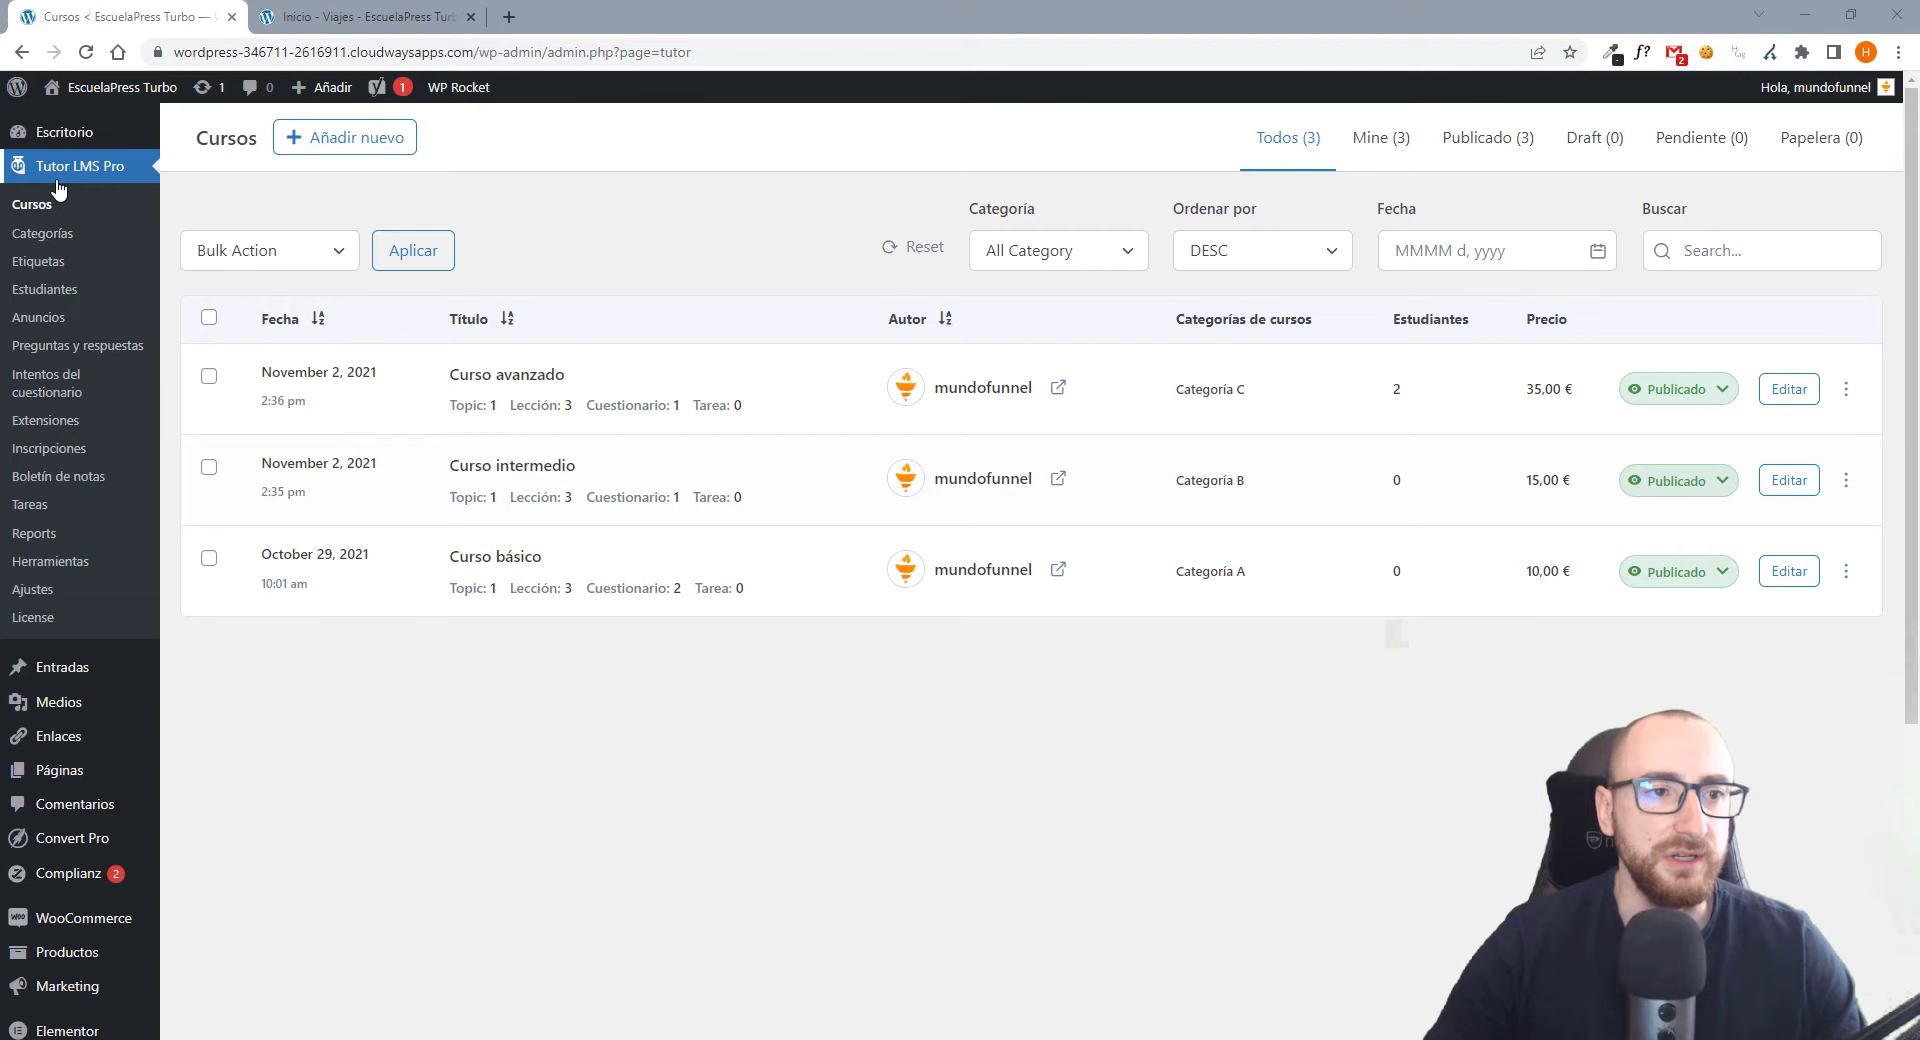 Cursos < EscuelaPress Turbo —
Inicio - Viajes - EscuelaPress Turb
wordpress-346711-2616911.cloudwaysapps.com/wp-admin/admin.php?page=tutor
f?
2
H
EscuelaPress Turbo
1
0
Añadir
1
WP Rocket
Hola, mundofunnel
Escritorio
Tutor LMS Pro
Cursos
Categorías
Etiquetas
Estudiantes
Anuncios
Preguntas y respuestas
Intentos del
cuestionario
Extensiones
Inscripciones
Boletín de notas
Tareas
Reports
Herramientas
Ajustes
License
Entradas
Medios
Enlaces
Páginas
Comentarios
Convert Pro
Complianz 2
WooCommerce
Productos
Marketing
Elementor
Cursos
+ Añadir nuevo
Todos (3)
Mine (3)
Publicado (3)
Draft (0)
Pendiente (0)
Papelera (0)
Bulk Action
Aplicar
Reset
Categoría
All Category
Ordenar por
DESC
Fecha
MMMM d, yyyy
Buscar
Search...
Fecha
Título
Autor
Categorías de cursos
Estudiantes
Precio
November 2, 2021
2:36 pm
Curso avanzado
Topic: 1 Lección: 3 Cuestionario: 1 Tarea: 0
mundofunnel
Categoría C
2
35,00 €
Publicado
Editar
November 2, 2021
2:35 pm
Curso intermedio
Topic: 1 Lección: 3 Cuestionario: 1 Tarea: 0
mundofunnel
Categoría B
0
15,00 €
Publicado
Editar
October 29, 2021
10:01 am
Curso básico
Topic: 1 Lección: 3 Cuestionario: 2 Tarea: 0
mundofunnel
Categoría A
0
10,00 €
Publicado
Editar